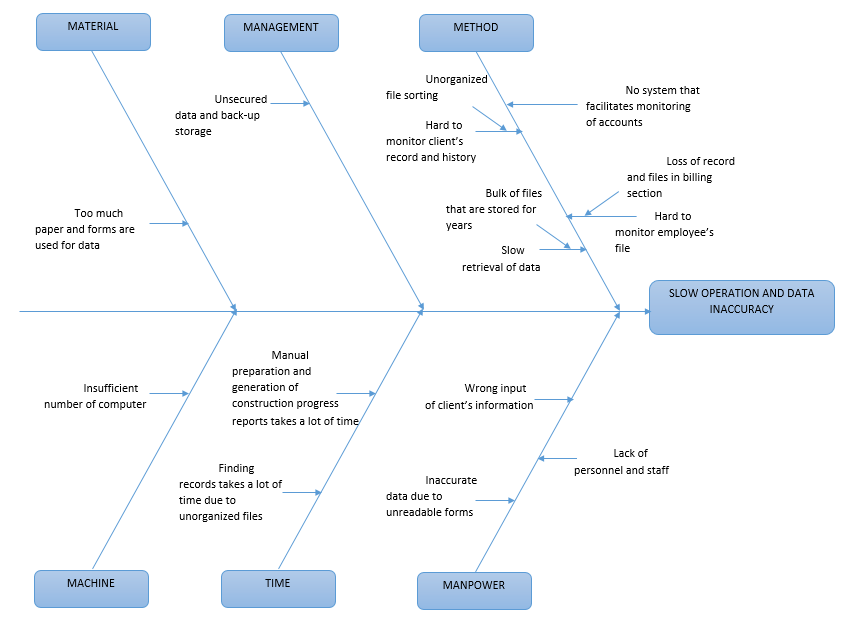 MATERIAL
MANAGEMENT
METHOD
Unsecured
data and back-up
storage
Unorganized
file sorting
No system that
facilitates monitoring
of accounts
Hard to
monitor client's
record and history
Loss of record
and files in billing
section
Too much
paper and forms are
used for data
Bulk of files
that are stored for
years
Hard to
monitor employee's
file
Slow
retrieval of data
SLOW OPERATION AND DATA
INACCURACY
Insufficient
number of computer
Manual
preparation and
generation of
construction progress
reports takes a lot of time
Wrong input
of client's information
Finding
records takes a lot of
time due to
unorganized files
Lack of
personnel and staff
Inaccurate
data due to
unreadable forms
MACHINE
TIME
MANPOWER